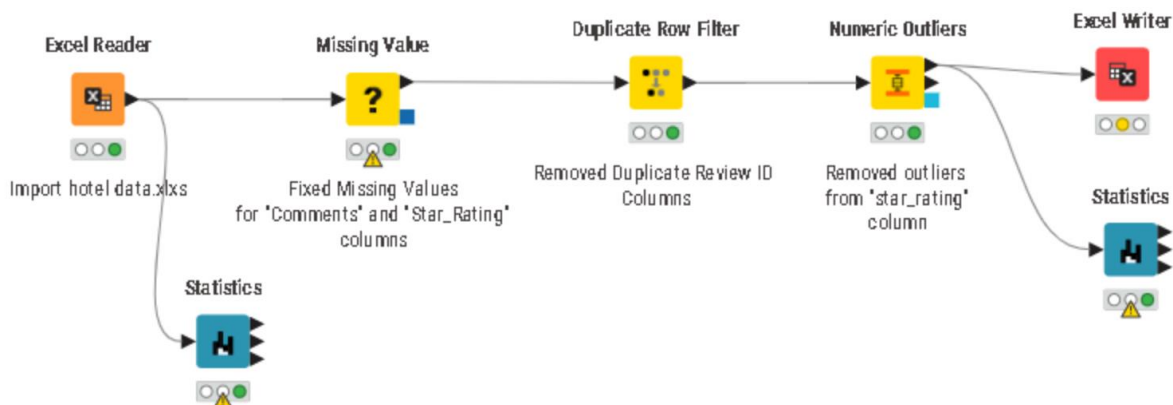 Excel Reader
Missing Value
Duplicate Row Filter
Numeric Outliers
Excel Writer
?
Import hotel data.xlxs
Fixed Missing Values
for "Comments" and "Star_Rating"
columns
Removed Duplicate Review ID
Columns
Removed outliers
from "star_rating"
column
Statistics
Statistics